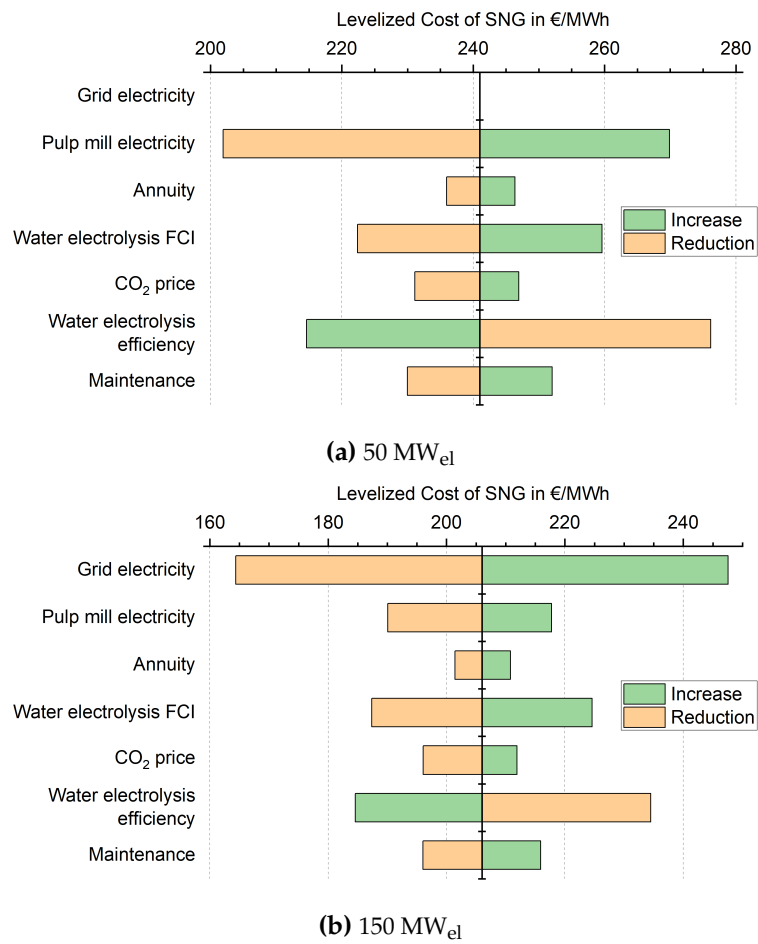 Levelized Cost of SNG in €/MWh
200 220 240 260 280
Grid electricity
Pulp mill electricity
Annuity
Water electrolysis FCI
CO₂ price
Water electrolysis
efficiency
Maintenance
Increase
Reduction
(a) 50 MWₑₗ
Levelized Cost of SNG in €/MWh
160 180 200 220 240
Grid electricity
Pulp mill electricity
Annuity
Water electrolysis FCI
CO₂ price
Water electrolysis
efficiency
Maintenance
Increase
Reduction
(b) 150 MWₑₗ